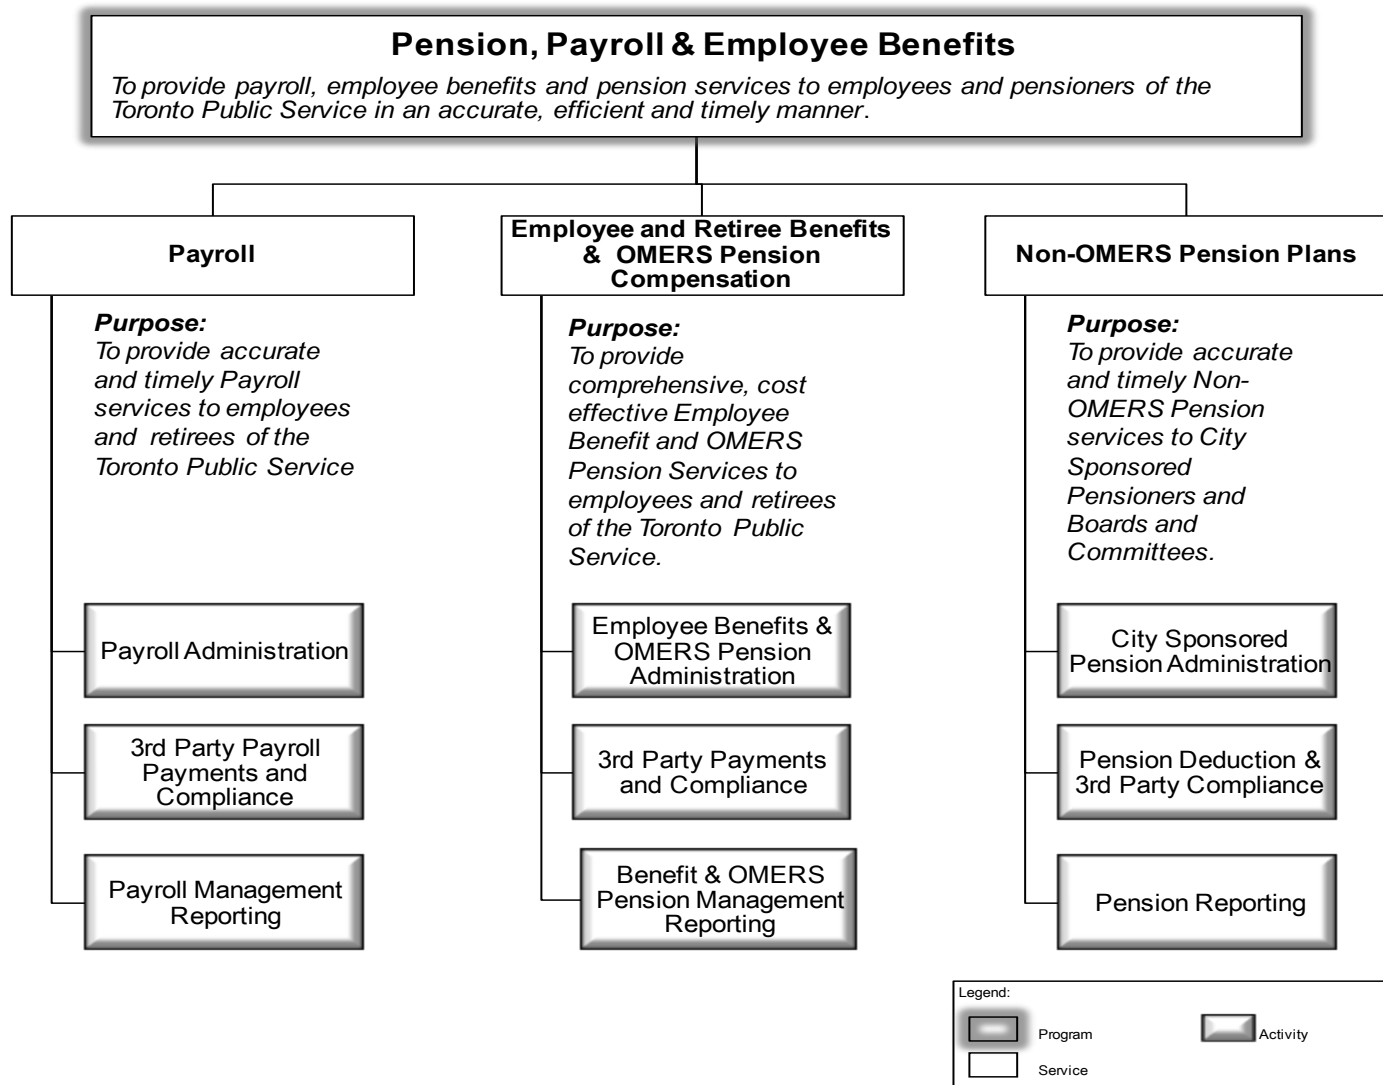 Pension, Payroll & Employee Benefits
To provide payroll, employee benefits and pension services to employees and pensioners of the
Toronto Public Service in an accurate, efficient and timely manner.
Payroll
Purpose:
To provide accurate
and timely Payroll
services to employees
and retirees of the
Toronto Public Service
Payroll Administration
3rd Party Payroll
Payments and
Compliance
Payroll Management
Reporting
Employee and Retiree Benefits
& OMERS Pension
Compensation
Purpose:
To provide
comprehensive, cost
effective Employee
Benefit and OMERS
Pension Services to
employees and retirees
of the Toronto Public
Service.
Employee Benefits &
OMERS Pension
Administration
3rd Party Payments
and Compliance
Benefit & OMERS
Pension Management
Reporting
Non-OMERS Pension Plans
Purpose:
To provide accurate
and timely Non-
OMERS Pension
services to City
Sponsored
Pensioners and
Boards and
Committees.
City Sponsored
Pension Administration
Pension Deduction &
3rd Party Compliance
Pension Reporting
Legend:
Program
Activity
Service